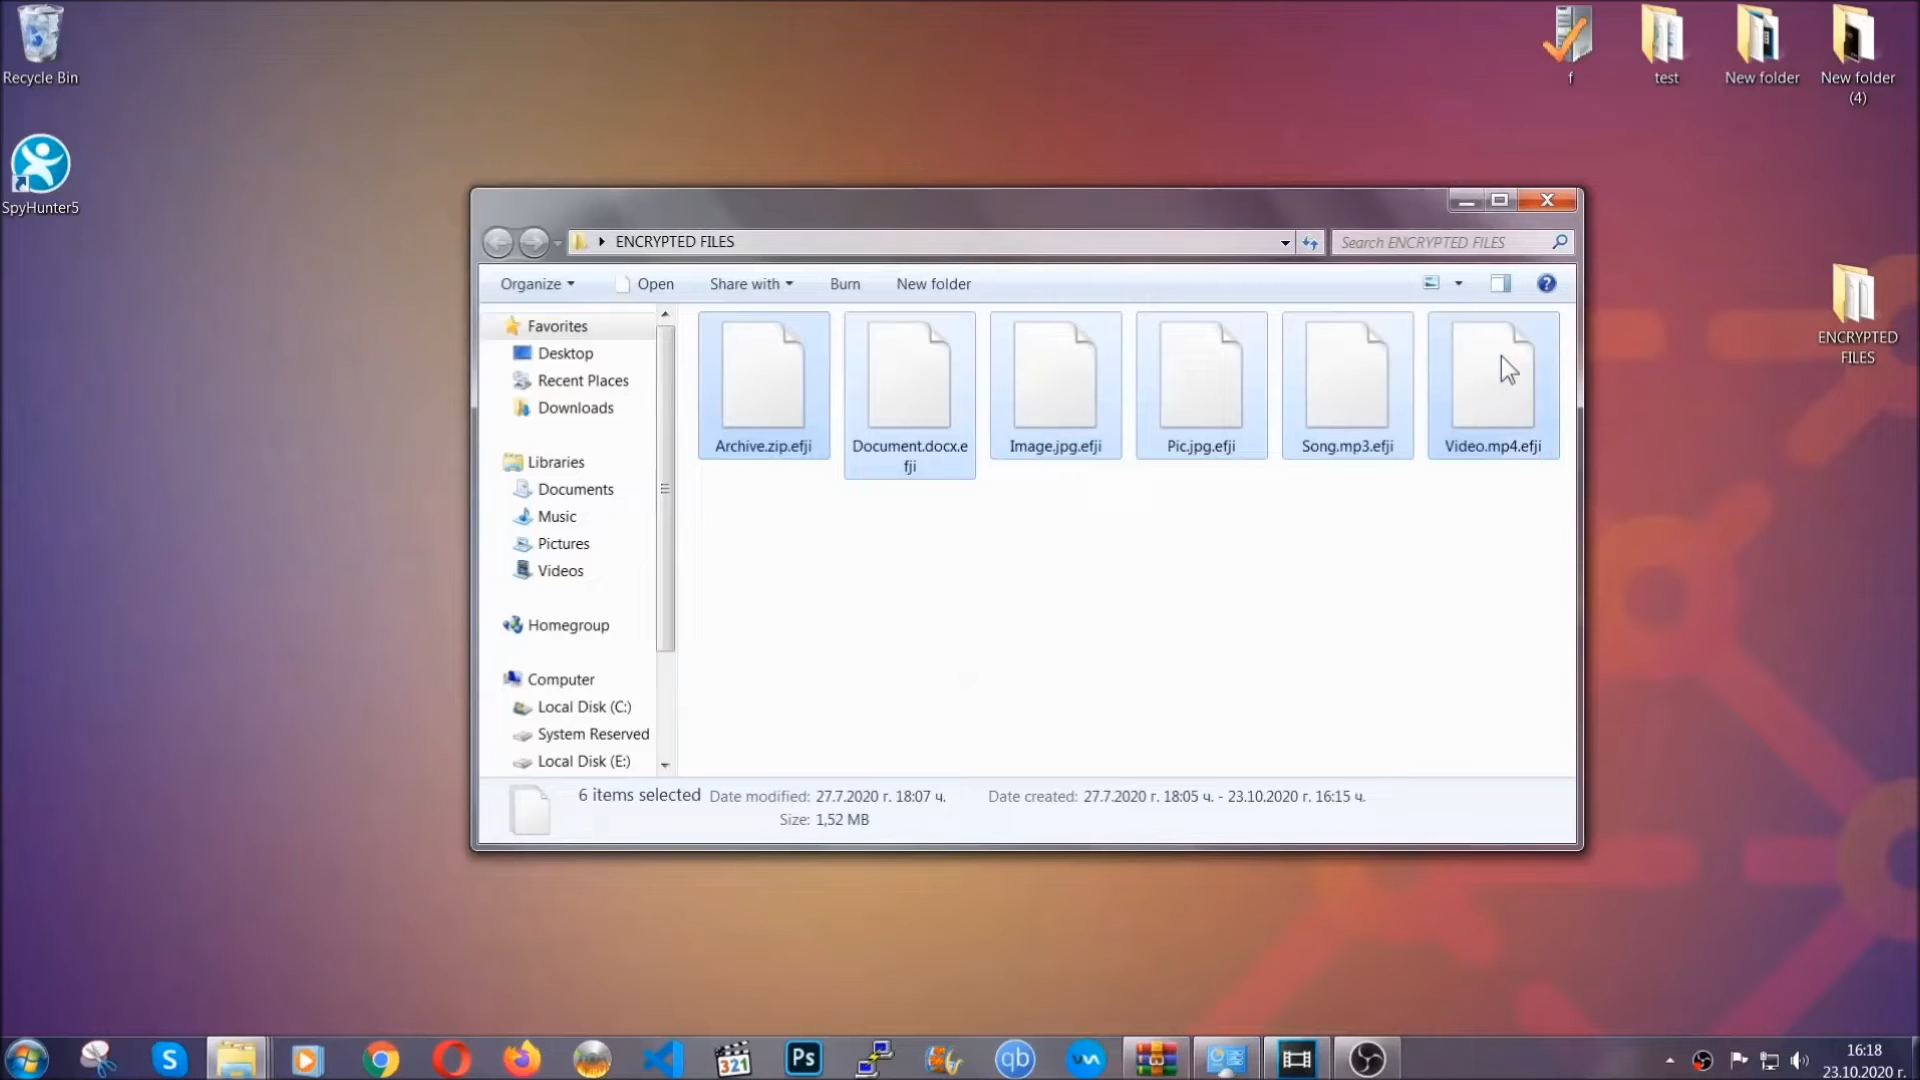 Recycle Bin
SpyHunter5
f
test
New folder
New folder
(4)
ENCRYPTED
FILES
ENCRYPTED FILES
Search ENCRYPTED FILES
Organize
Open
Share with
Burn
New folder
Favorites
Desktop
Recent Places
Downloads
Libraries
Documents
Music
Pictures
Videos
Homegroup
Computer
Local Disk (C:)
System Reserved
Local Disk (E:)
Archive.zip.efji
Document.docx.e
fji
Image.jpg.efji
Pic.jpg.efji
Song.mp3.efji
Video.mp4.efji
6 items selected Date modified: 27.7.2020 г. 18:07 ч. Date created: 27.7.2020 г. 18:05 ч. - 23.10.2020 г. 16:15 ч.
Size: 1,52 MB
S
321
Ps
qb
16:18
23.10.2020 г.